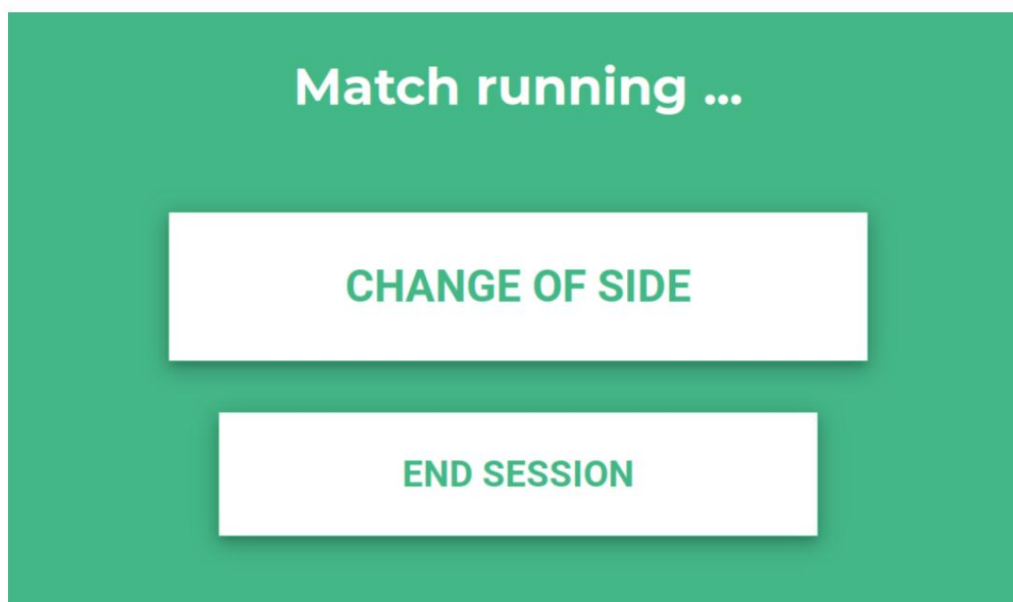 Match running ...
CHANGE OF SIDE
END SESSION